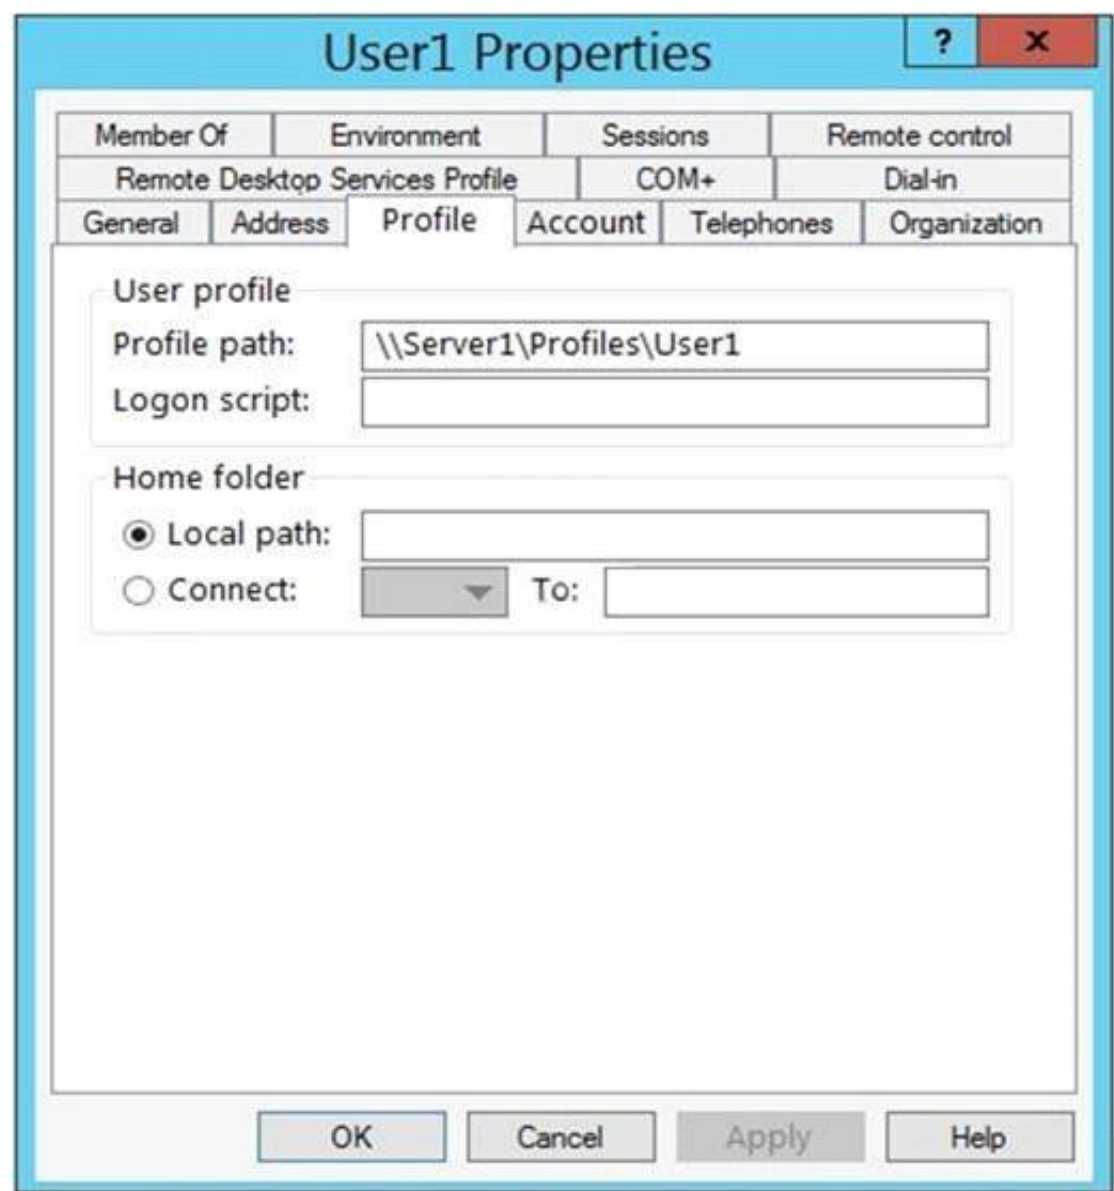 User1 Properties
? x
Member Of Environment Sessions Remote control
Remote Desktop Services Profile COM+ Dial-in
General Address Profile Account Telephones Organization
User profile
Profile path: \\Server1\Profiles\User1
Logon script:
Home folder
Local path:
Connect: To:
OK Cancel Apply Help